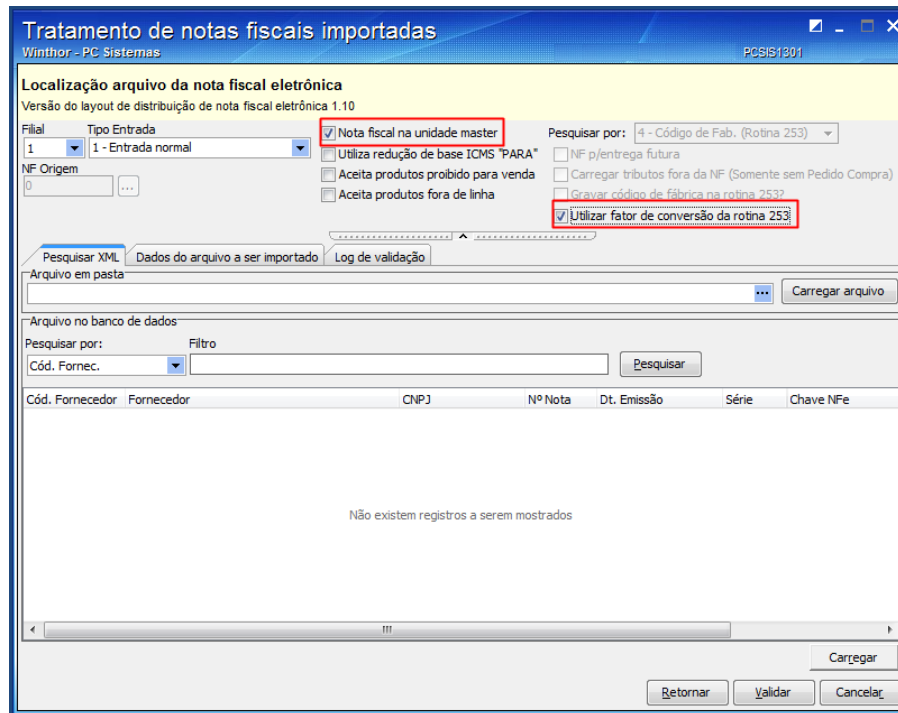 Tratamento de notas fiscais importadas
Winthor - PC Sistemas
PCSIS1301
Localização arquivo da nota fiscal eletrônica
Versão do layout de distribuição de nota fiscal eletrônica 1.10
Filial
Tipo Entrada
1
1 - Entrada normal
NF Origem
0
...
Nota fiscal na unidade master
Utiliza redução de base ICMS "PARA"
Aceita produtos proibido para venda
Aceita produtos fora de linha
Pesquisar por: 4 - Código de Fab. (Rotina 253)
NF p/entrega futura
Carregar tributos fora da NF (Somente sem Pedido Compra)
Gravar código de fábrica na rotina 253?
Utilizar fator de conversão da rotina 253
Pesquisar XML
Dados do arquivo a ser importado
Log de validação
Arquivo em pasta
...
Carregar arquivo
Arquivo no banco de dados
Pesquisar por:
Filtro
Cód. Fornec.
Pesquisar
Cód. Fornecedor
Fornecedor
CNPJ
Nº Nota
Dt. Emissão
Série
Chave NFe
Não existem registros a serem mostrados
Carregar
Retornar
Validar
Cancelar